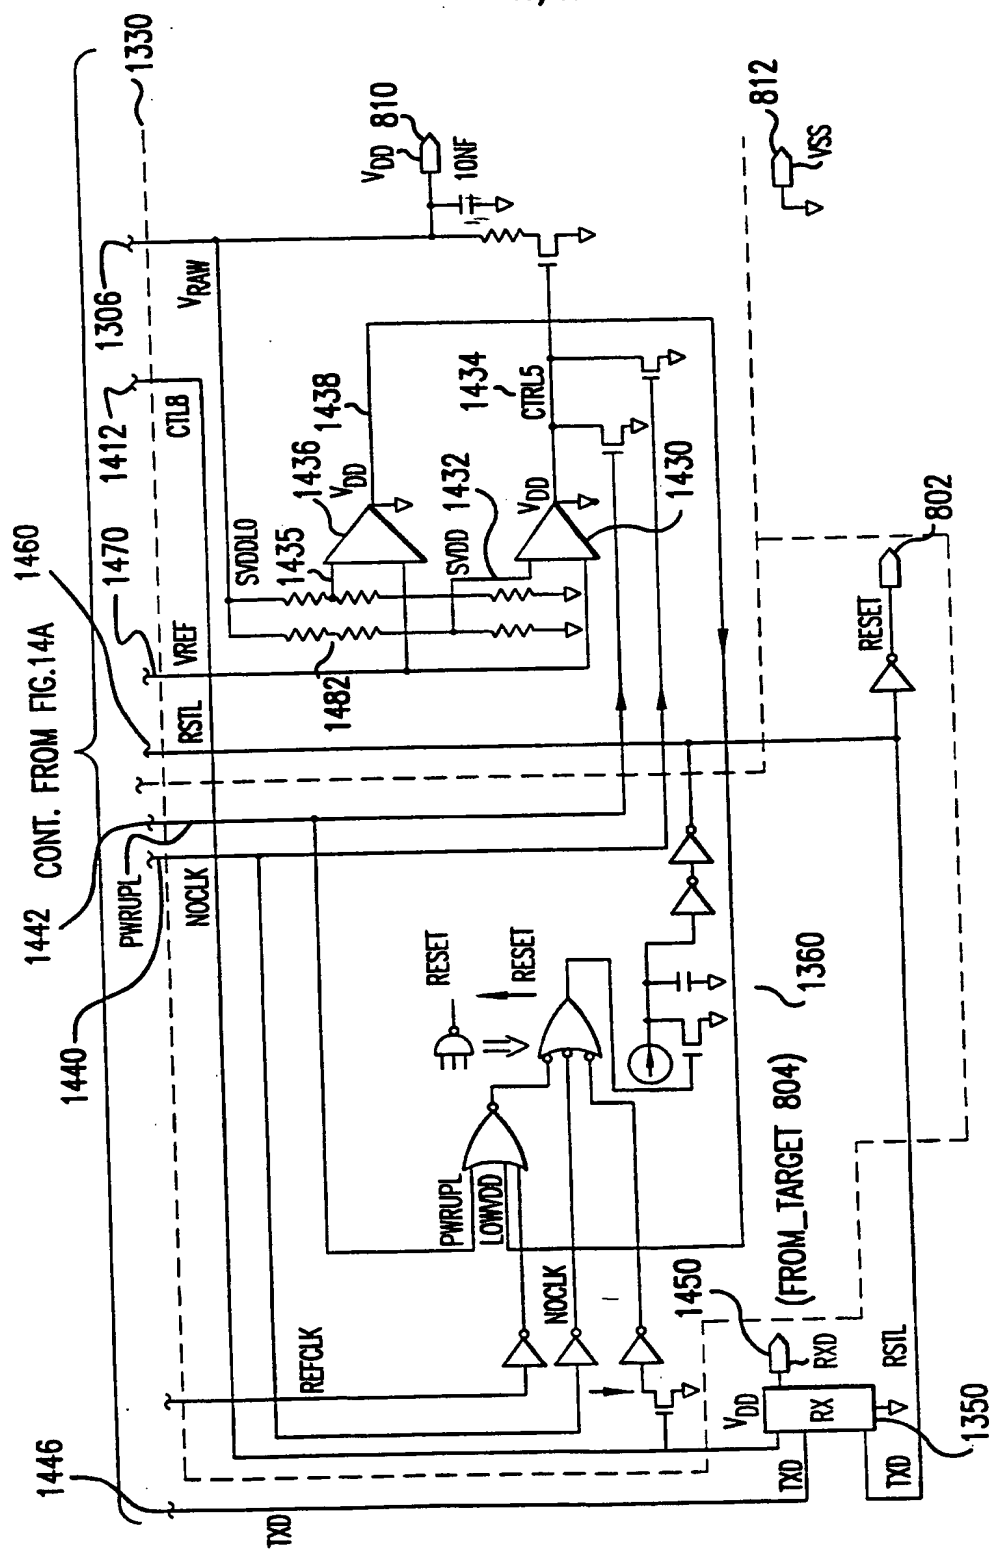 CONT. FROM FIG.14A
1446
1440
1442
1460
1470
1412
1306
1330
TXD
REFCLK
NOCLK
PWRUPL
RSTL
VREF
CTL8
VRAW
1482
SVDDLO
1435
1436
VDD
1438
SVDD
1432
VDD
CTRL5
1434
1430
VDD
810
10NF
812
VSS
PWRUPL
LOWVDD
NOCLK
RESET
RESET
1360
(FROM_TARGET 804)
1450
RXD
VDD
RX
TXD
TXD
RSTL
1350
RESET
802